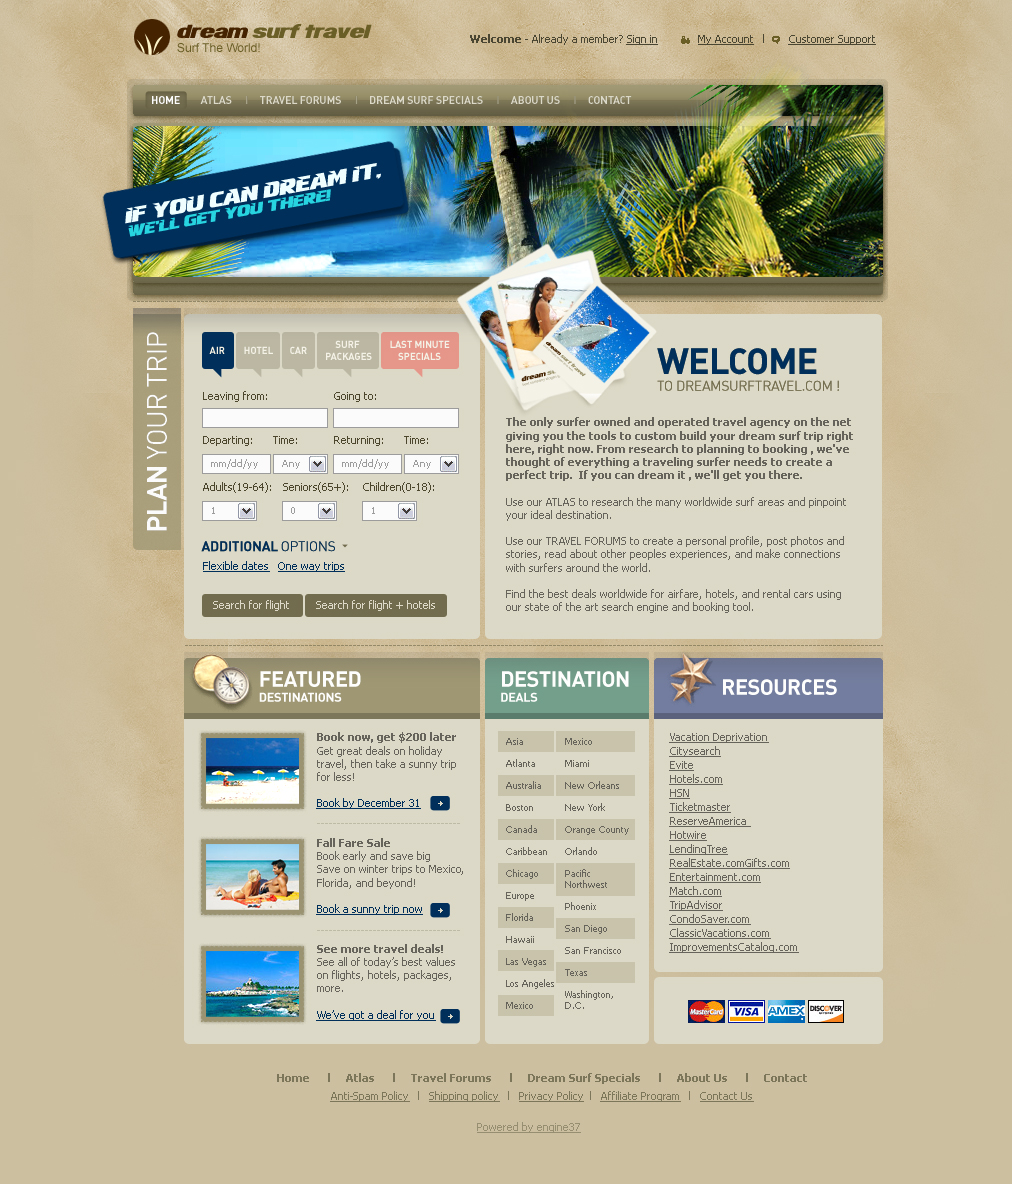 dream surf travel
Surf The World!
Welcome - Already a member? Sign in
My Account
Customer Support
HOME
ATLAS
TRAVEL FORUMS
DREAM SURF SPECIALS
ABOUT US
CONTACT
IF YOU CAN DREAM IT.
WE'LL GET YOU THERE!
PLAN YOUR TRIP
AIR
HOTEL
CAR
SURF
PACKAGES
LAST MINUTE
SPECIALS
Leaving from:
Going to:
Departing:
Time:
Returning:
Time:
mm/dd/yy
Any
mm/dd/yy
Any
Adults(19-64):
Seniors(65+):
Children(0-18):
1
0
1
ADDITIONAL OPTIONS
Flexible dates
One way trips
Search for flight
Search for flight + hotels
dream surf travel
WELCOME
TO DREAMSURFTRAVEL.COM !
The only surfer owned and operated travel agency on the net
giving you the tools to custom build your dream surf trip right
here, right now. From research to planning to booking , we've
thought of everything a traveling surfer needs to create a
perfect trip.  If you can dream it , we'll get you there.
Use our ATLAS to research the many worldwide surf areas and pinpoint
your ideal destination.
Use our TRAVEL FORUMS to create a personal profile, post photos and
stories, read about other peoples experiences, and make connections
with surfers around the world.
Find the best deals worldwide for airfare, hotels, and rental cars using
our state of the art search engine and booking tool.
FEATURED
DESTINATIONS
Book now, get $200 later
Get great deals on holiday
travel, then take a sunny trip
for less!
Book by December 31
Fall Fare Sale
Book early and save big
Save on winter trips to Mexico,
Florida, and beyond!
Book a sunny trip now
See more travel deals!
See all of today's best values
on flights, hotels, packages,
more.
We've got a deal for you
DESTINATION
DEALS
Asia
Atlanta
Australia
Boston
Canada
Caribbean
Chicago
Europe
Florida
Hawaii
Las Vegas
Los Angeles
Mexico
Mexico
Miami
New Orleans
New York
Orange County
Orlando
Pacific
Northwest
Phoenix
San Diego
San Francisco
Texas
Washington,
D.C.
RESOURCES
Vacation Deprivation
Citysearch
Evite
Hotels.com
HSN
Ticketmaster
ReserveAmerica
Hotwire
LendingTree
RealEstate.comGifts.com
Entertainment.com
Match.com
TripAdvisor
CondoSaver.com
ClassicVacations.com
ImprovementsCatalog.com
MasterCard
VISA
AMEX
DISCOVER
Home
Atlas
Travel Forums
Dream Surf Specials
About Us
Contact
Anti-Spam Policy
Shipping policy
Privacy Policy
Affiliate Program
Contact Us
Powered by engine37